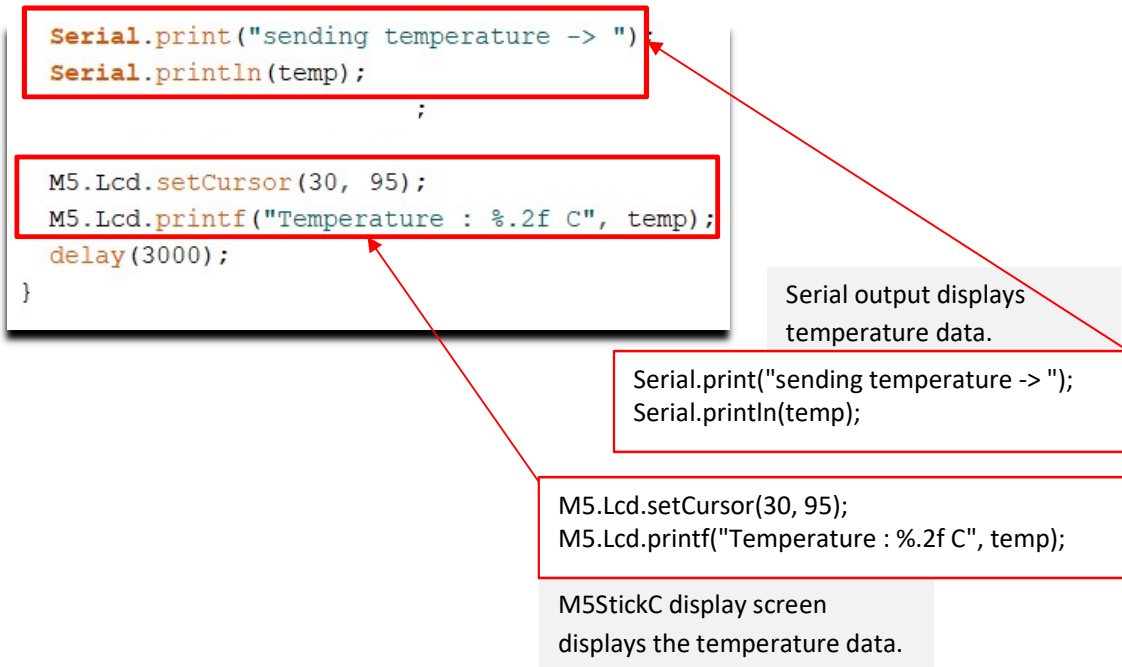 Serial.print("sending temperature -> ");
Serial.println(temp);
;
M5.Lcd.setCursor(30, 95);
M5.Lcd.printf("Temperature : %.2f C", temp);
delay(3000);
}
Serial output displays
temperature data.
Serial.print("sending temperature -> ");
Serial.println(temp);
M5.Lcd.setCursor(30, 95);
M5.Lcd.printf("Temperature : %.2f C", temp);
M5StickC display screen
displays the temperature data.